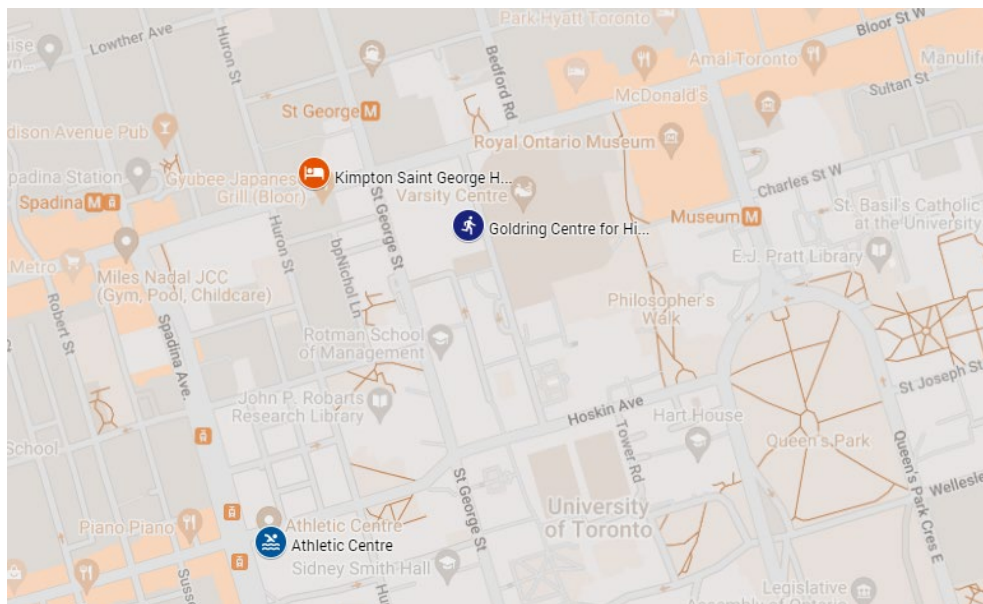 Park Hyatt Toronto
Bloor St W
Lowther Ave
Huron St
Bedford Rd
Amal Toronto
Manulif
Sultan St
McDonald's
St George M
dison Avenue Pub
Royal Ontario Museum
padina Station
Gyubee Japanes
Grill (Bloor)
Kimpton Saint George H...
Varsity Centre
Charles St W
Spadina M
St George St
Goldring Centre for Hi...
Museum M
St. Basil's Catholic
at the University
Huron St
bpNichol Ln
E.J. Pratt Library
Metro
Miles Nadal JCC
(Gym, Pool, Childcare)
Robert St
Spadina Ave.
Philosopher's
Walk
Rotman School
of Management
John P. Robarts
Research Library
Hoskin Ave
Hart House
St Joseph St
School
Tower Rd
Queen's Park
Queen's Park Cres E
Wellesle
St George St
University
of Toronto
Piano Piano
Athletic Centre
Athletic Centre
Sidney Smith Hall
Legislative